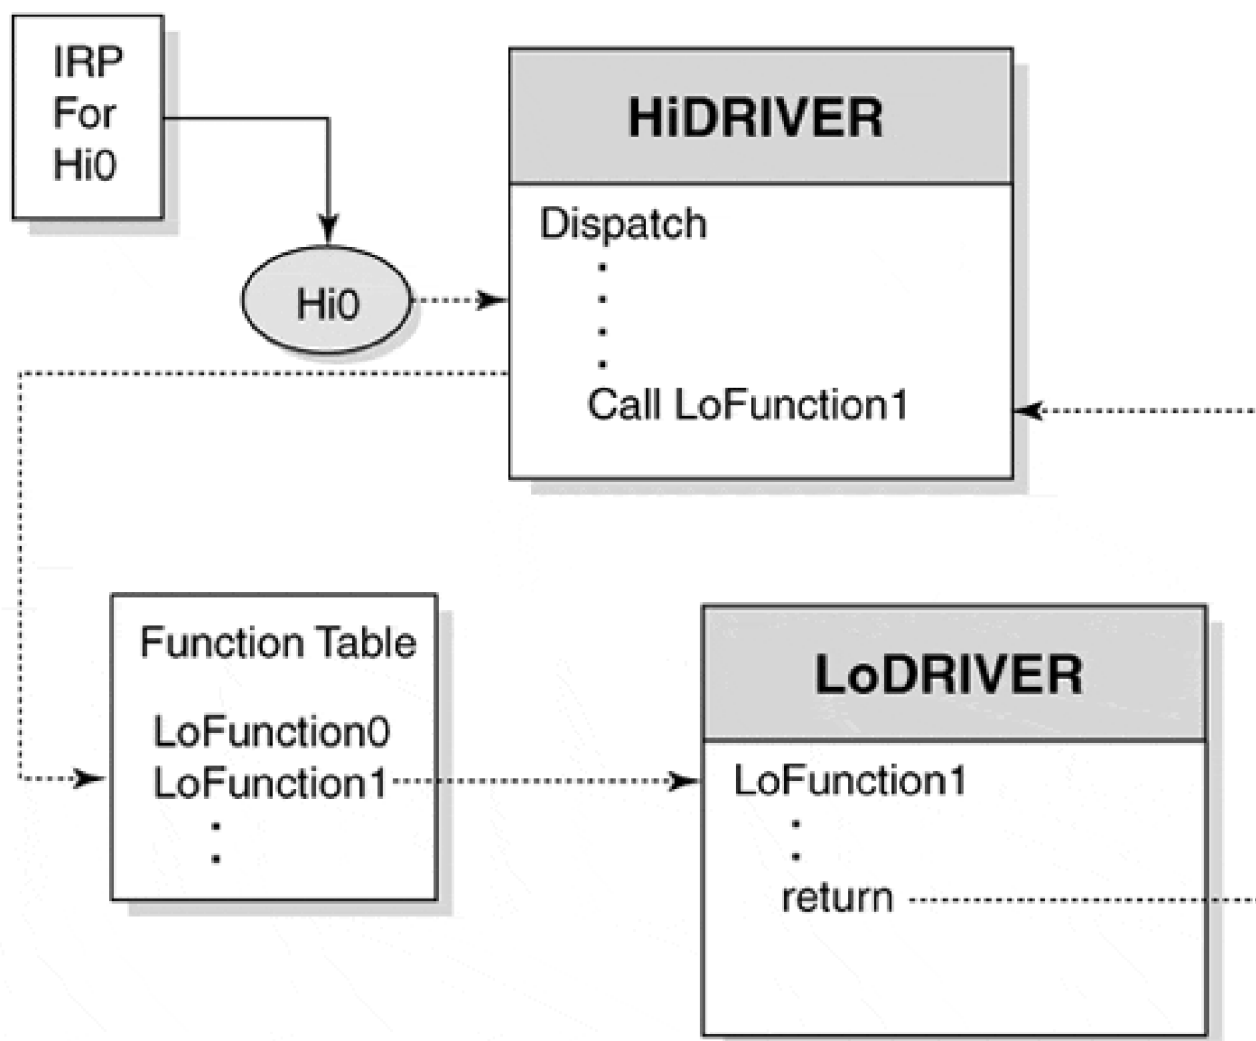 IRP
For
Hi0
HiDRIVER
Dispatch
Hi0
Call LoFunction1
Function Table
LoFunction0
LoFunction1
LoDRIVER
LoFunction1
return